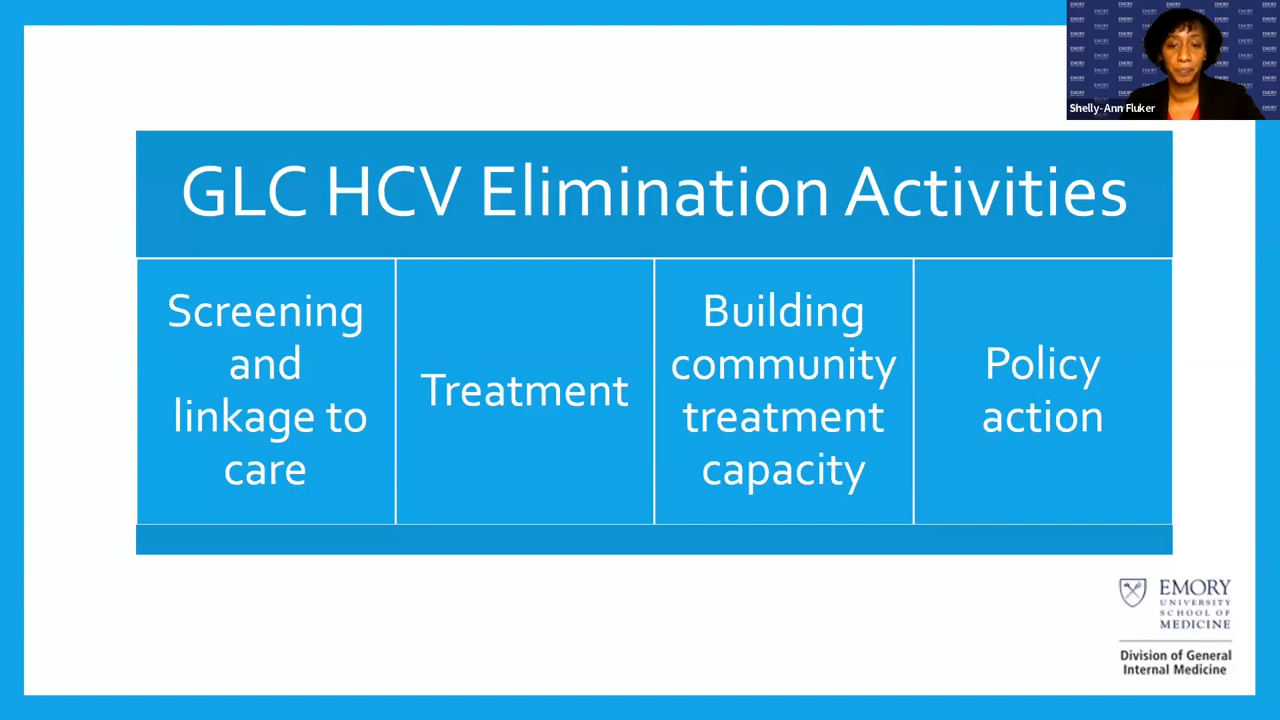 Shelly-Ann Fluker
GLC HCV Elimination Activities
Screening
and
linkage to
care
Treatment
Building
community
treatment
capacity
Policy
action
EMORY
UNIVERSITY
SCHOOL OF
MEDICINE
Division of General
Internal Medicine